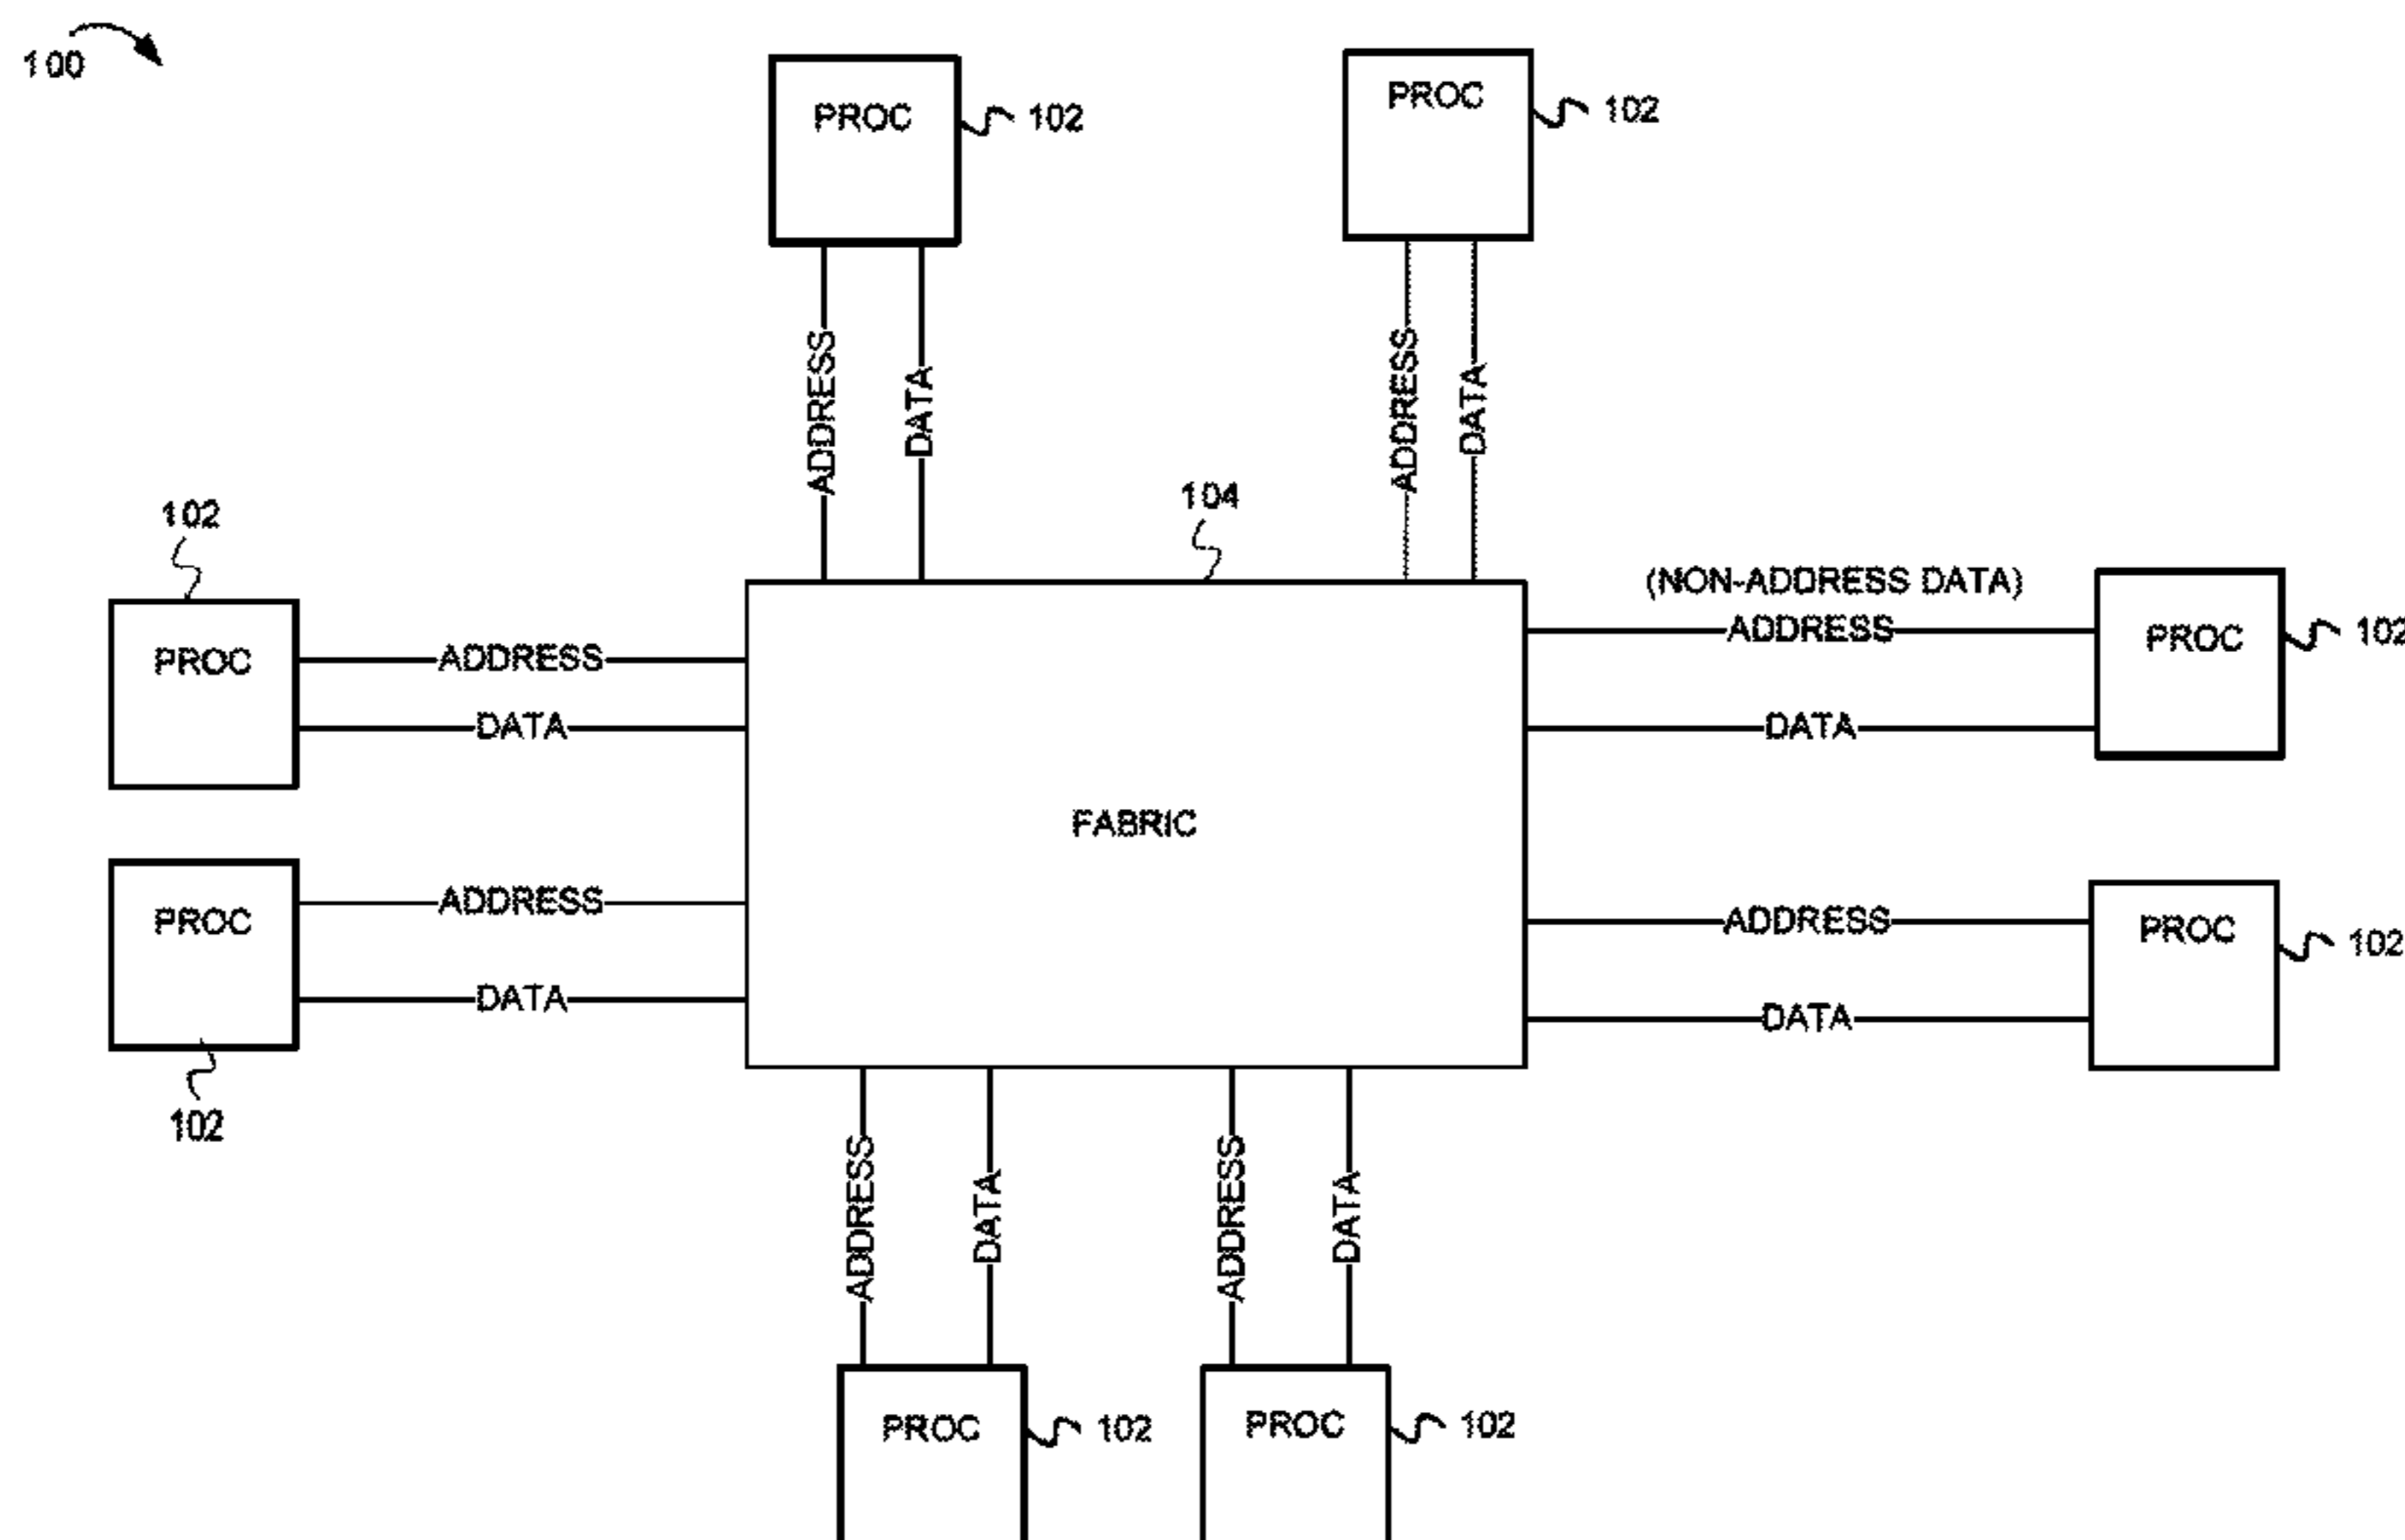 100
PROC
102
PROC
102
ADDRESS
DATA
ADDRESS
DATA
102
104
(NON-ADDRESS DATA)
PROC
ADDRESS
DATA
ADDRESS
DATA
PROC
102
FABRIC
PROC
ADDRESS
DATA
102
ADDRESS
DATA
PROC
102
ADDRESS
DATA
ADDRESS
DATA
PROC
102
PROC
102